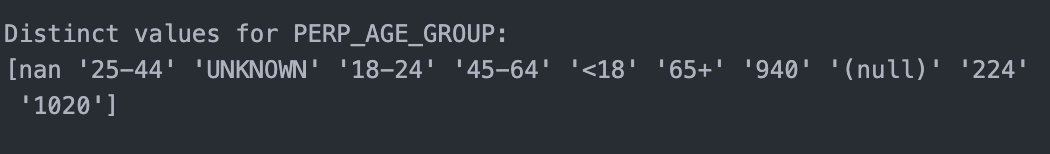 Distinct values for PERP_AGE_GROUP:
[nan '25-44' 'UNKNOWN' '18-24' '45-64' '<18' '65+' '940' '(null)' '224'
'1020']